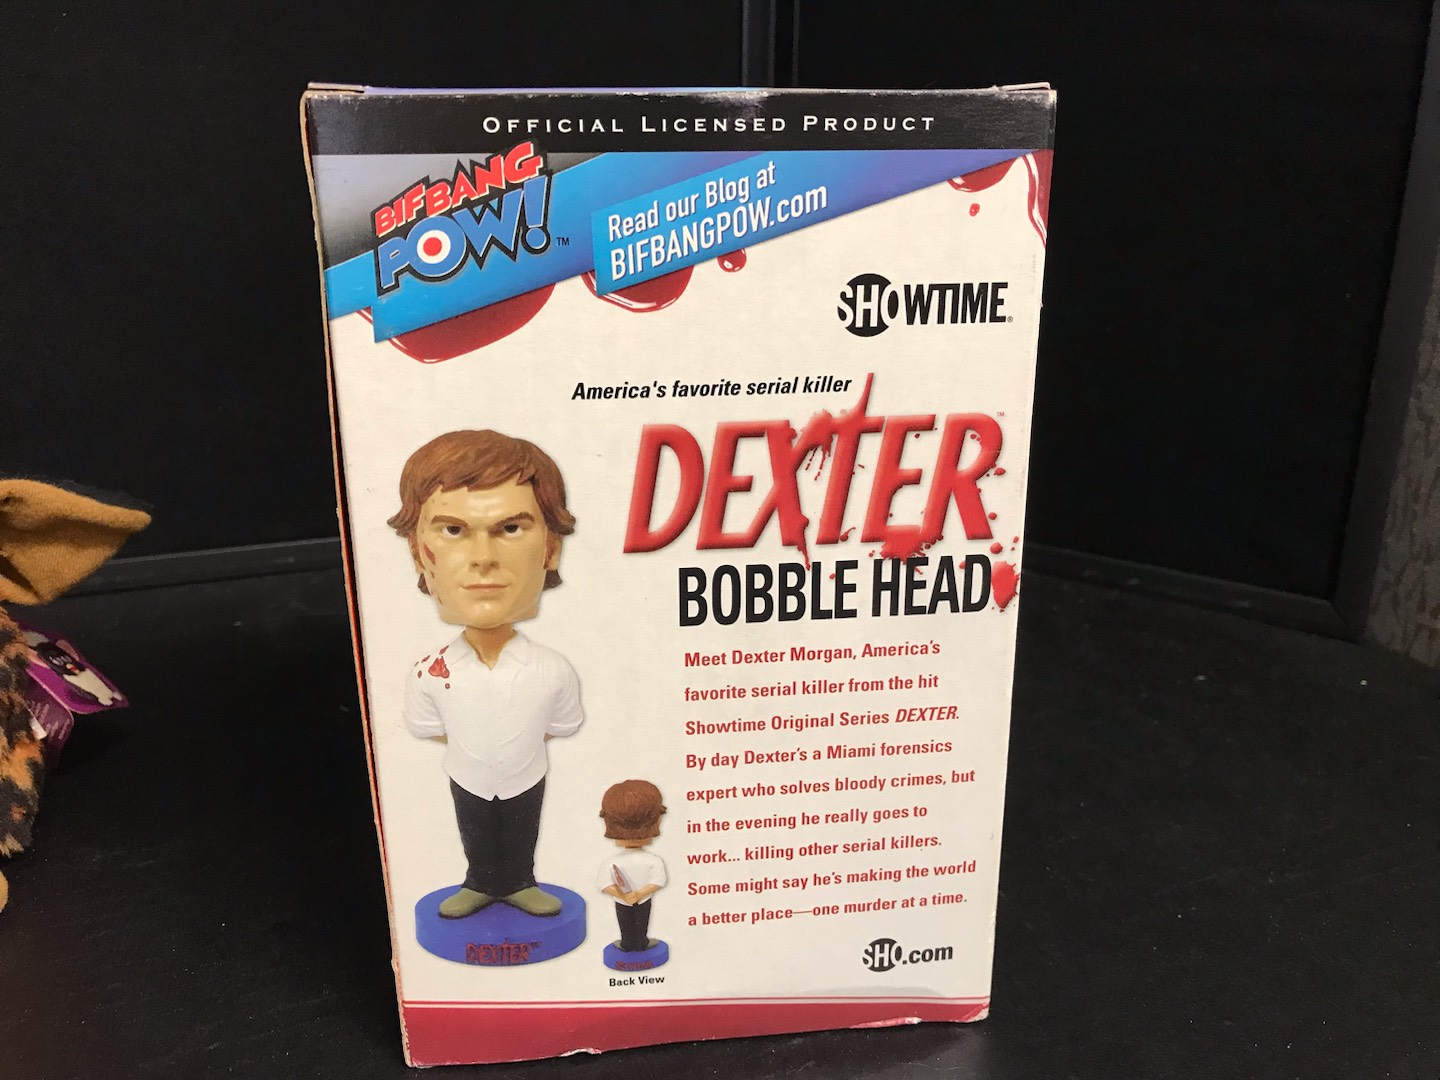 OFFICIAL LICENSED PRODUCT
BIFBANG
POW!™
Read our Blog at
BIFBANGPOW.com
SHOWTIME®
America's favorite serial killer
DEXTER™
BOBBLE HEAD
Meet Dexter Morgan, America's
favorite serial killer from the hit
Showtime Original Series DEXTER.
By day Dexter's a Miami forensics
expert who solves bloody crimes, but
in the evening he really goes to
work... killing other serial killers.
Some might say he's making the world
a better place—one murder at a time.
DEXTER™
Back View
SHO.com